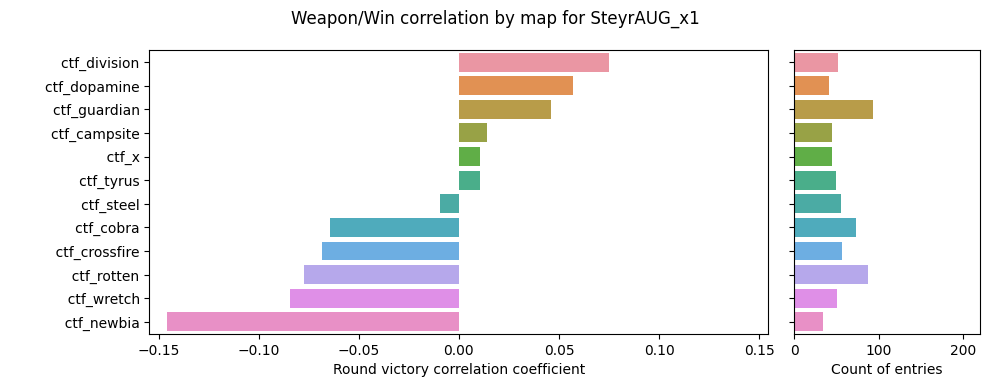 Weapon/Win correlation by map for SteyrAUG_x1
ctf_division
ctf_dopamine
ctf_guardian
ctf_campsite
ctf_x
ctf_tyrus
ctf_steel
ctf_cobra
ctf_crossfire
ctf_rotten
ctf_wretch
ctf_newbia
−0.15 −0.10 −0.05 0.00 0.05 0.10 0.15
Round victory correlation coefficient
0 100 200
Count of entries